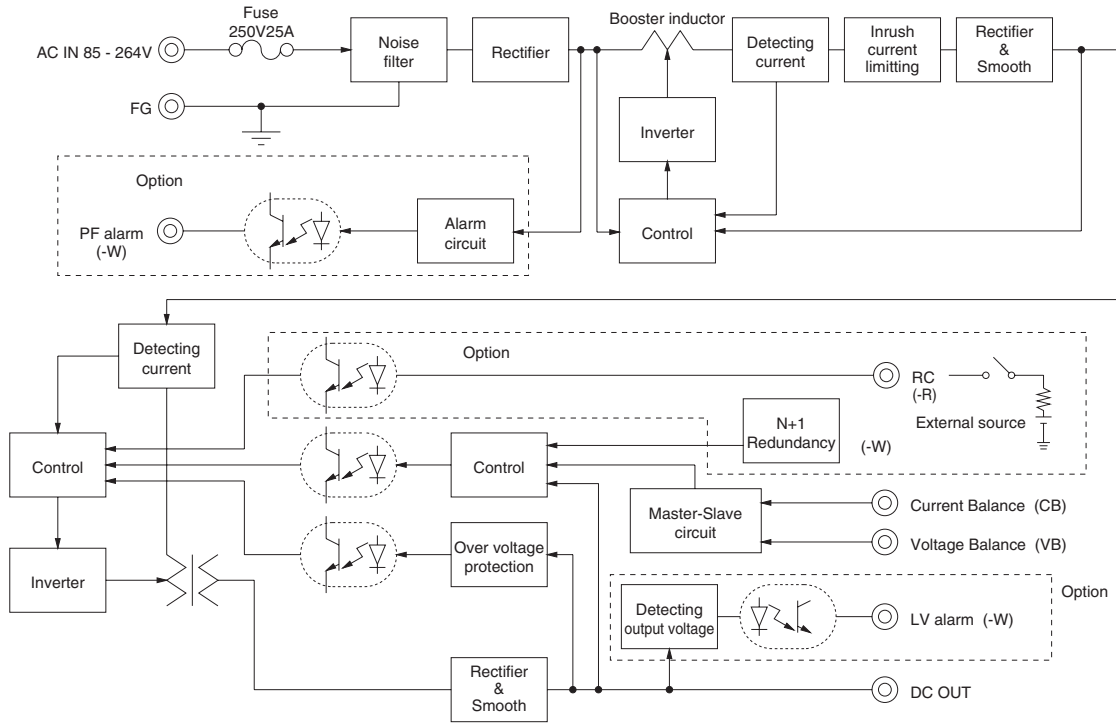 Fuse
250V25A
Booster inductor
AC IN 85 - 264V
Noise
filter
Rectifier
Detecting
current
Inrush
current
limitting
Rectifier
&
Smooth
FG
Inverter
Option
PF alarm
(-W)
Alarm
circuit
Control
Detecting
current
Option
RC
(-R)
External source
N+1
Redundancy
(-W)
Control
Control
Master-Slave
circuit
Current Balance (CB)
Voltage Balance (VB)
Inverter
Over voltage
protection
Option
Detecting
output voltage
LV alarm (-W)
Rectifier
&
Smooth
DC OUT